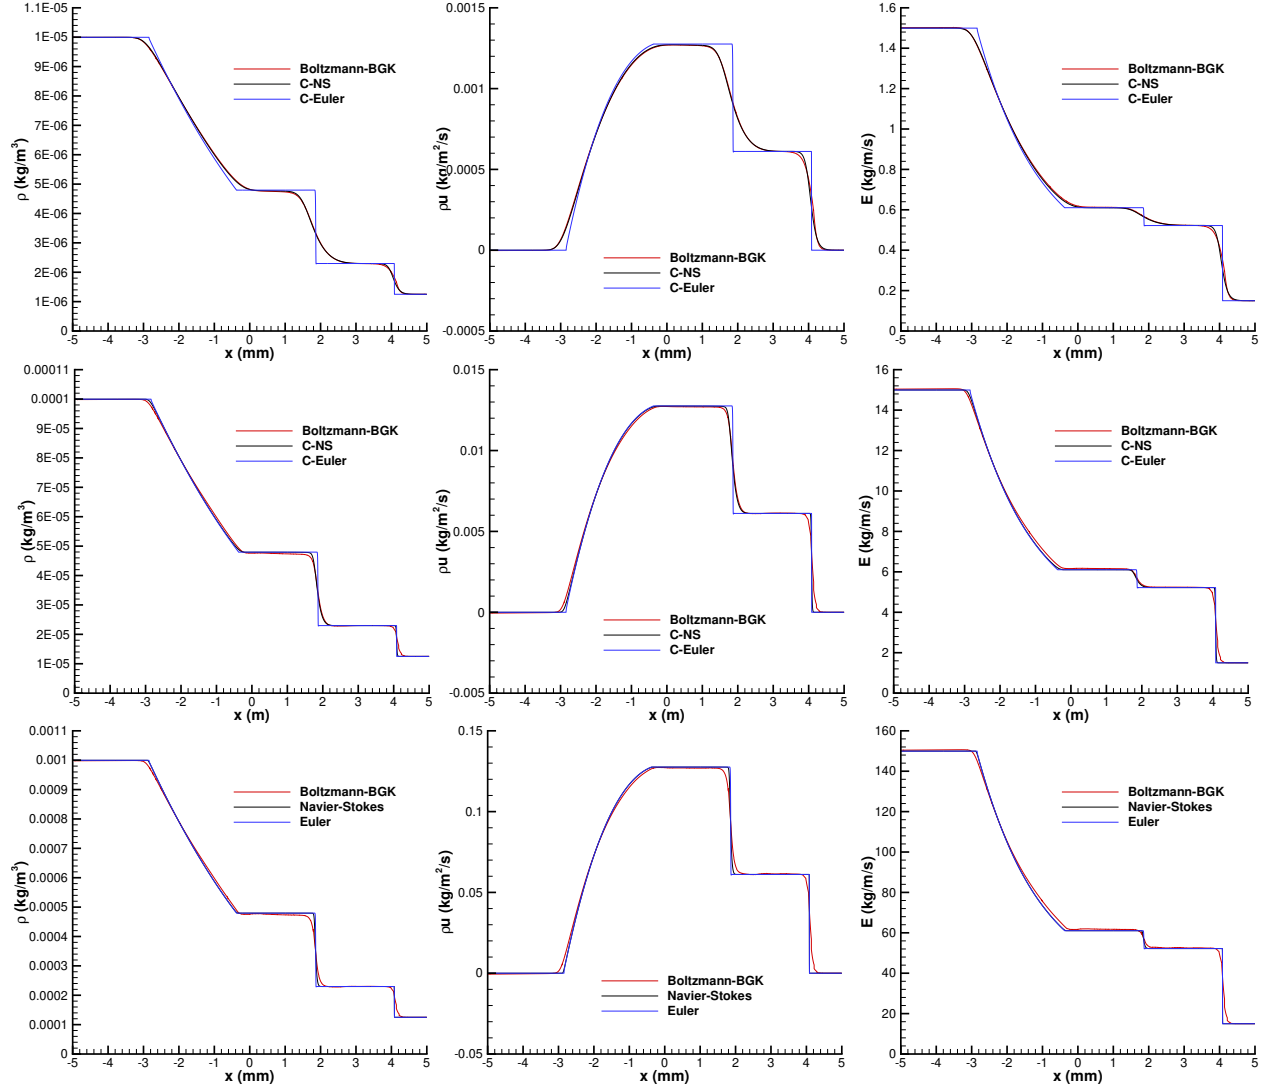 1.1E-05
1E-05
9E-06
8E-06
7E-06
6E-06
5E-06
4E-06
3E-06
2E-06
1E-06
0
ρ (kg/m³)
-5 -4 -3 -2 -1 0 1 2 3 4 5
x (mm)
Boltzmann-BGK
C-NS
C-Euler
0.0015
0.001
0.0005
0
-0.0005
ρu (kg/m²/s)
-5 -4 -3 -2 -1 0 1 2 3 4 5
x (mm)
Boltzmann-BGK
C-NS
C-Euler
1.6
1.4
1.2
1
0.8
0.6
0.4
0.2
0
E (kg/m/s)
-5 -4 -3 -2 -1 0 1 2 3 4 5
x (mm)
Boltzmann-BGK
C-NS
C-Euler
0.00011
0.0001
9E-05
8E-05
7E-05
6E-05
5E-05
4E-05
3E-05
2E-05
1E-05
0
ρ (kg/m³)
-5 -4 -3 -2 -1 0 1 2 3 4 5
x (m)
Boltzmann-BGK
C-NS
C-Euler
0.015
0.01
0.005
0
-0.005
ρu (kg/m²/s)
-5 -4 -3 -2 -1 0 1 2 3 4 5
x (m)
Boltzmann-BGK
C-NS
C-Euler
16
14
12
10
8
6
4
2
0
E (kg/m/s)
-5 -4 -3 -2 -1 0 1 2 3 4 5
x (mm)
Boltzmann-BGK
C-NS
C-Euler
0.0011
0.001
0.0009
0.0008
0.0007
0.0006
0.0005
0.0004
0.0003
0.0002
0.0001
0
ρ (kg/m³)
-5 -4 -3 -2 -1 0 1 2 3 4 5
x (mm)
Boltzmann-BGK
Navier-Stokes
Euler
0.15
0.1
0.05
0
-0.05
ρu (kg/m²/s)
-5 -4 -3 -2 -1 0 1 2 3 4 5
x (mm)
Boltzmann-BGK
Navier-Stokes
Euler
160
140
120
100
80
60
40
20
0
E (kg/m/s)
-5 -4 -3 -2 -1 0 1 2 3 4 5
x (mm)
Boltzmann-BGK
Navier-Stokes
Euler